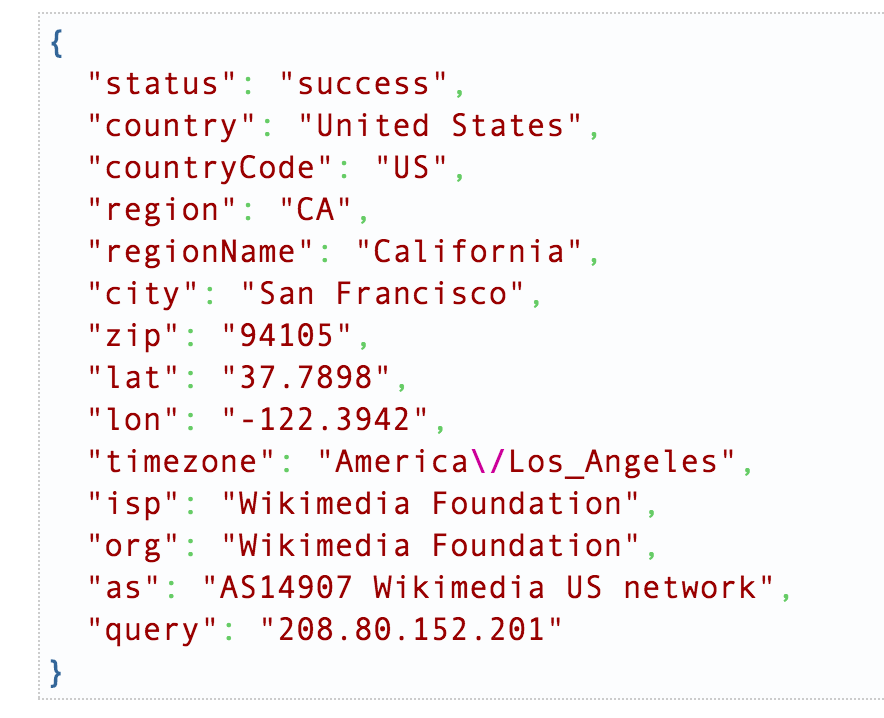 {
"status": "success",
"country": "United States",
"countryCode": "US",
"region": "CA",
"regionName": "California",
"city": "San Francisco",
"zip": "94105",
"lat": "37.7898",
"lon": "-122.3942",
"timezone": "America\/Los_Angeles",
"isp": "Wikimedia Foundation",
"org": "Wikimedia Foundation",
"as": "AS14907 Wikimedia US network",
"query": "208.80.152.201"
}